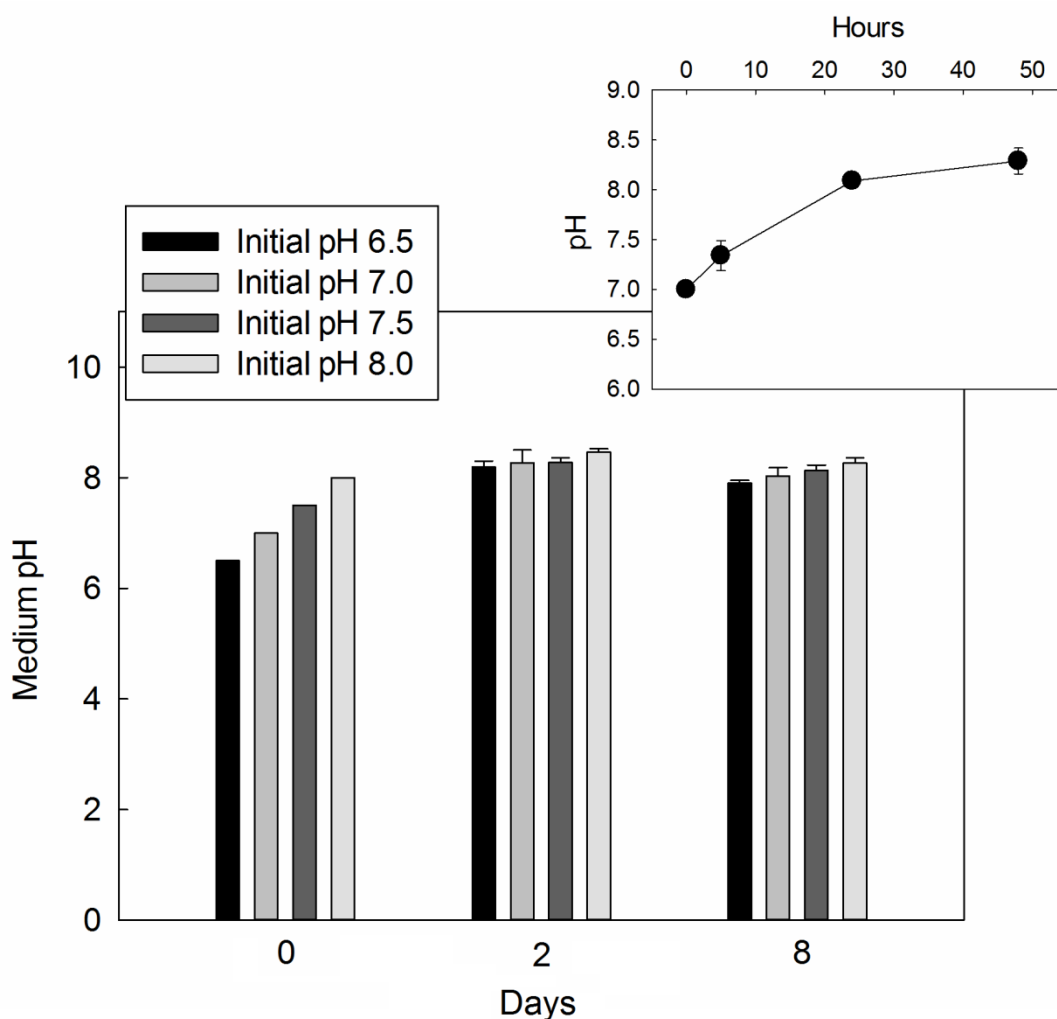 Hours
0 10 20 30 40 50
9.0
8.5
8.0
7.5
7.0
6.5
6.0
pH
Initial pH 6.5
Initial pH 7.0
Initial pH 7.5
Initial pH 8.0
10
8
6
4
2
0
Medium pH
0 2 8
Days